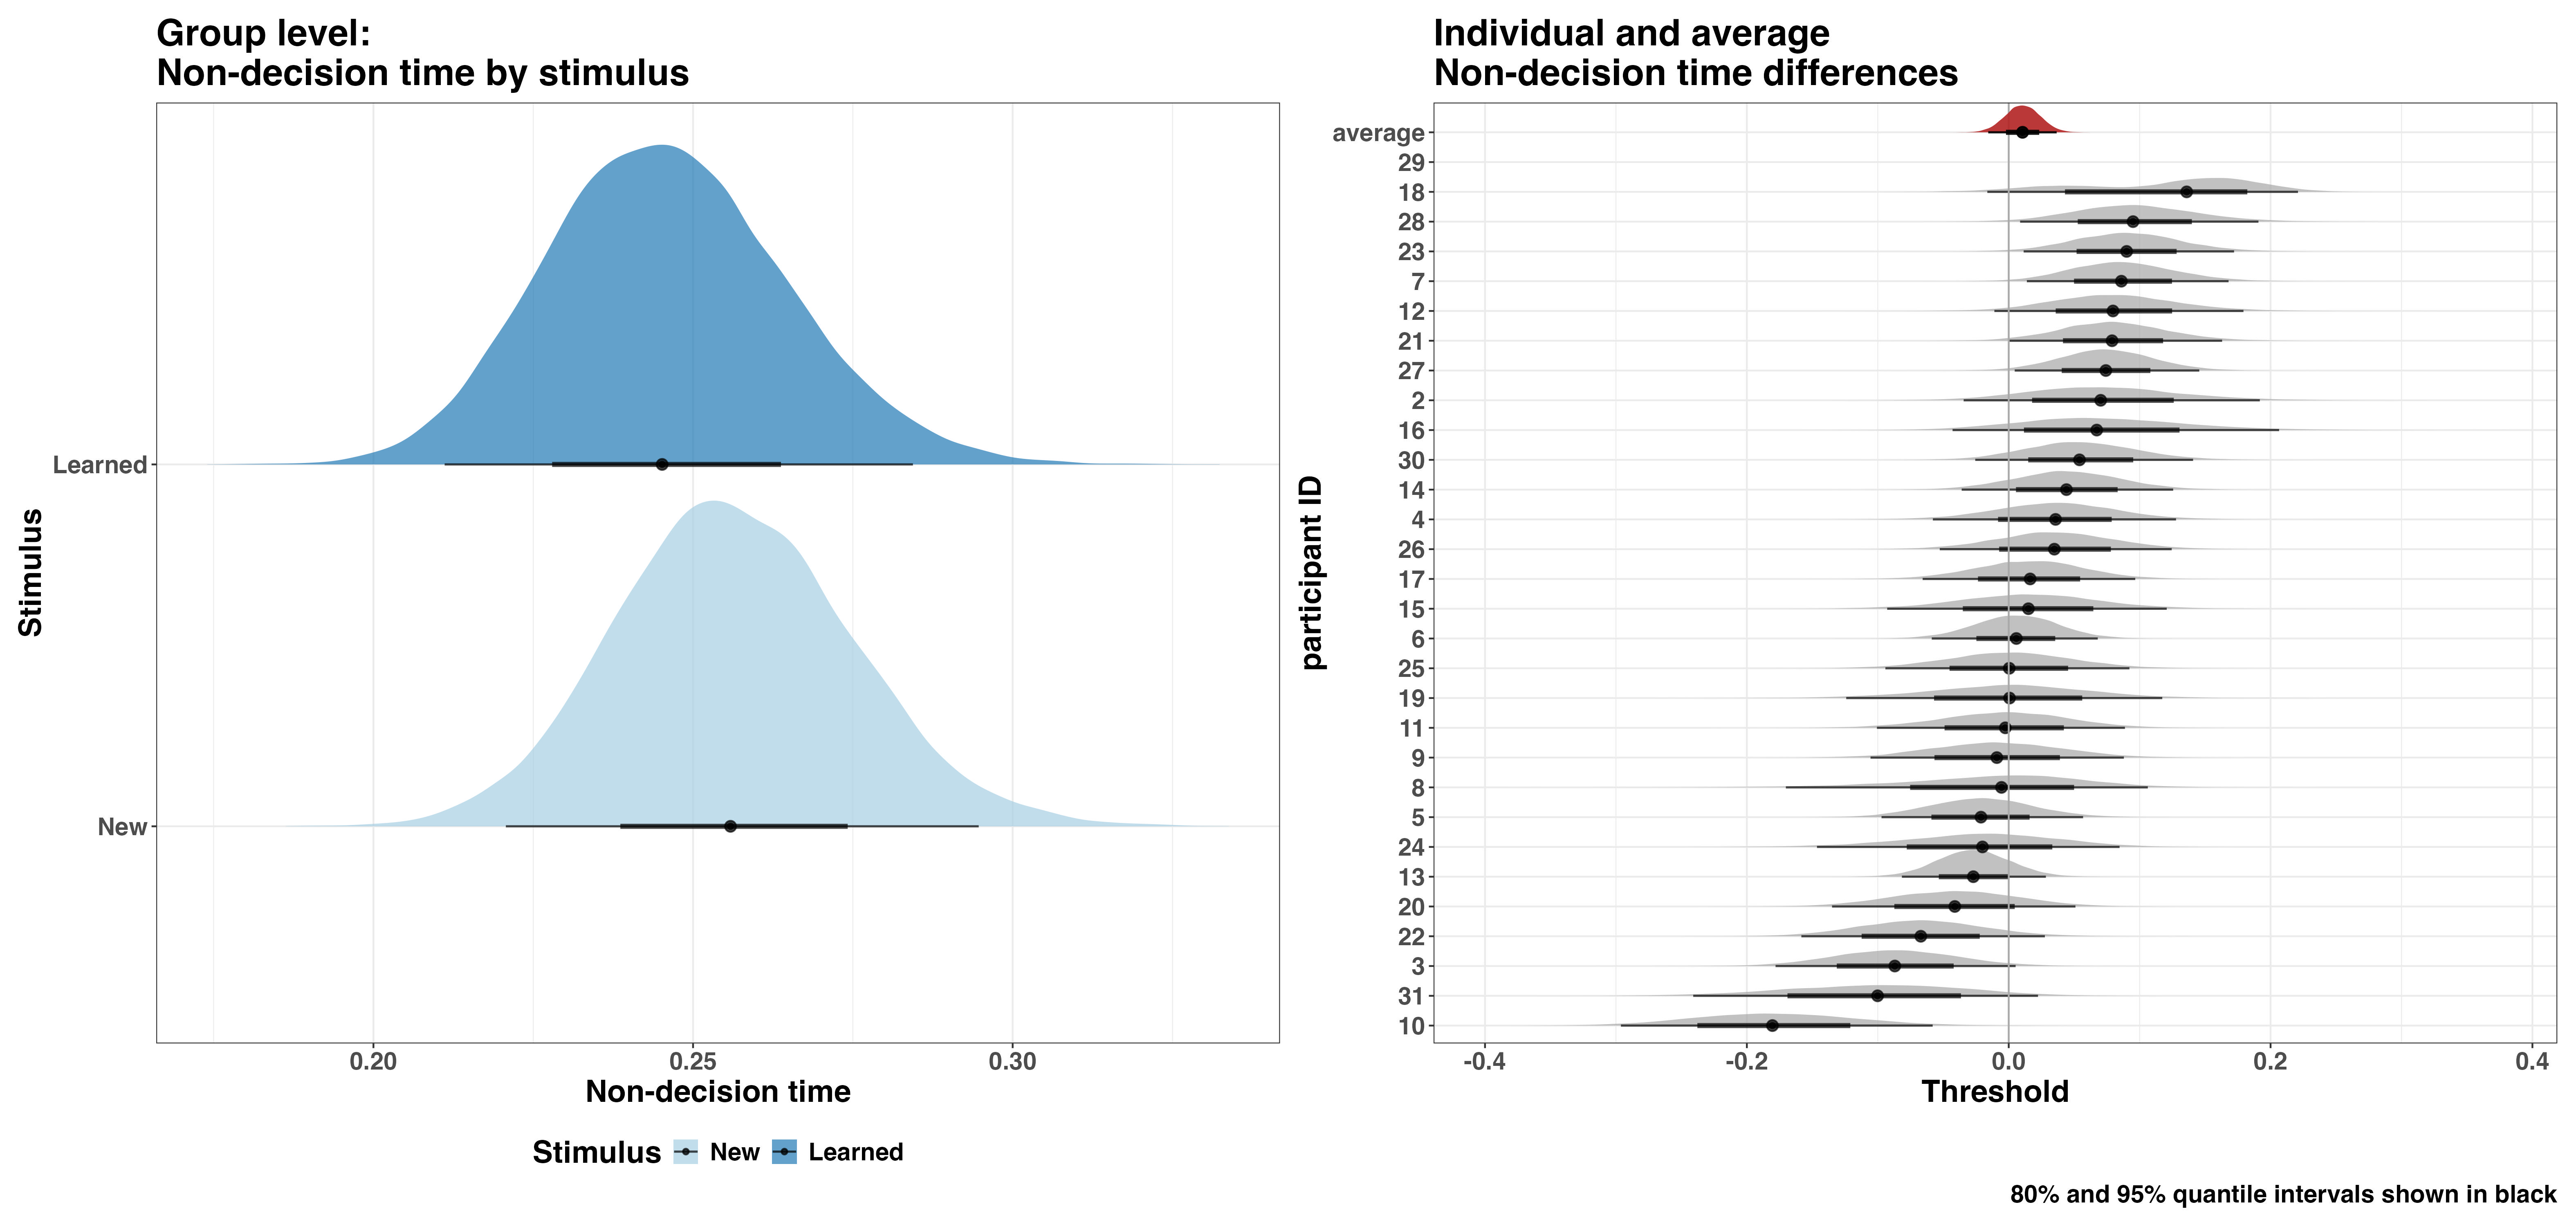 Group level:
Non-decision time by stimulus
Stimulus
Learned
New
0.20 0.25 0.30
Non-decision time
Stimulus New Learned
Individual and average
Non-decision time differences
participant ID
average
29
18
28
23
7
12
21
27
2
16
30
14
4
26
17
15
6
25
19
11
9
8
5
24
13
20
22
3
31
10
-0.4 -0.2 0.0 0.2 0.4
Threshold
80% and 95% quantile intervals shown in black